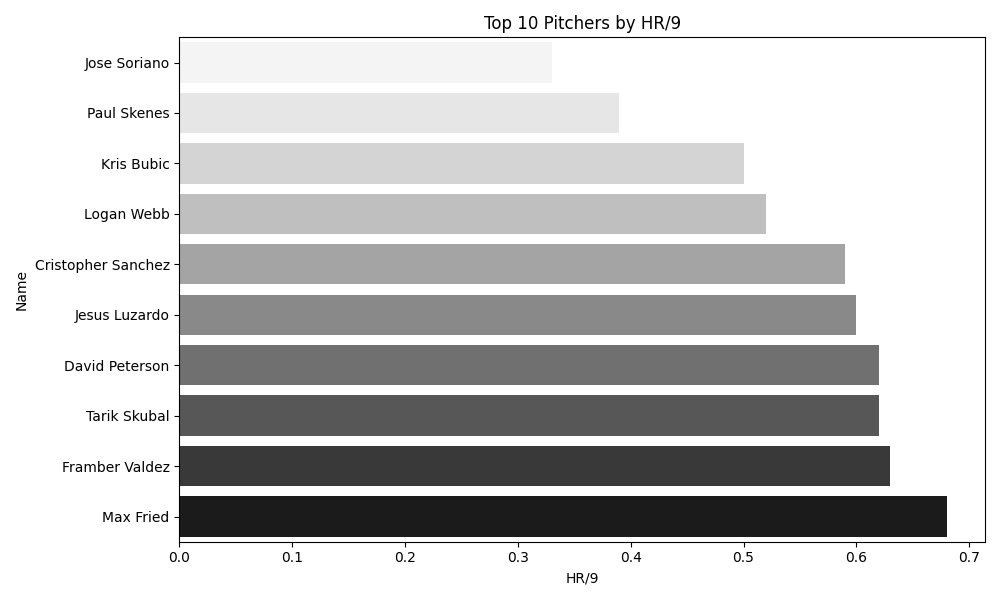 Top 10 Pitchers by HR/9
Name
Jose Soriano
Paul Skenes
Kris Bubic
Logan Webb
Cristopher Sanchez
Jesus Luzardo
David Peterson
Tarik Skubal
Framber Valdez
Max Fried
0.0 0.1 0.2 0.3 0.4 0.5 0.6 0.7
HR/9